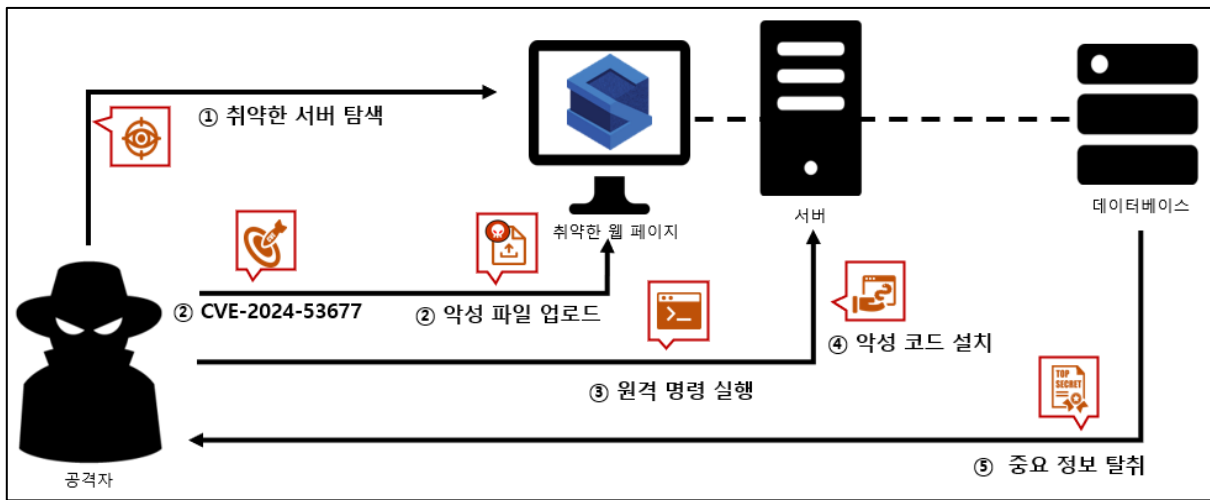 ① 취약한 서버 탐색
취약한 웹 페이지
서버
데이터베이스
② CVE-2024-53677
② 악성 파일 업로드
③ 원격 명령 실행
④ 악성 코드 설치
TOP
SECRET
⑤ 중요 정보 탈취
공격자